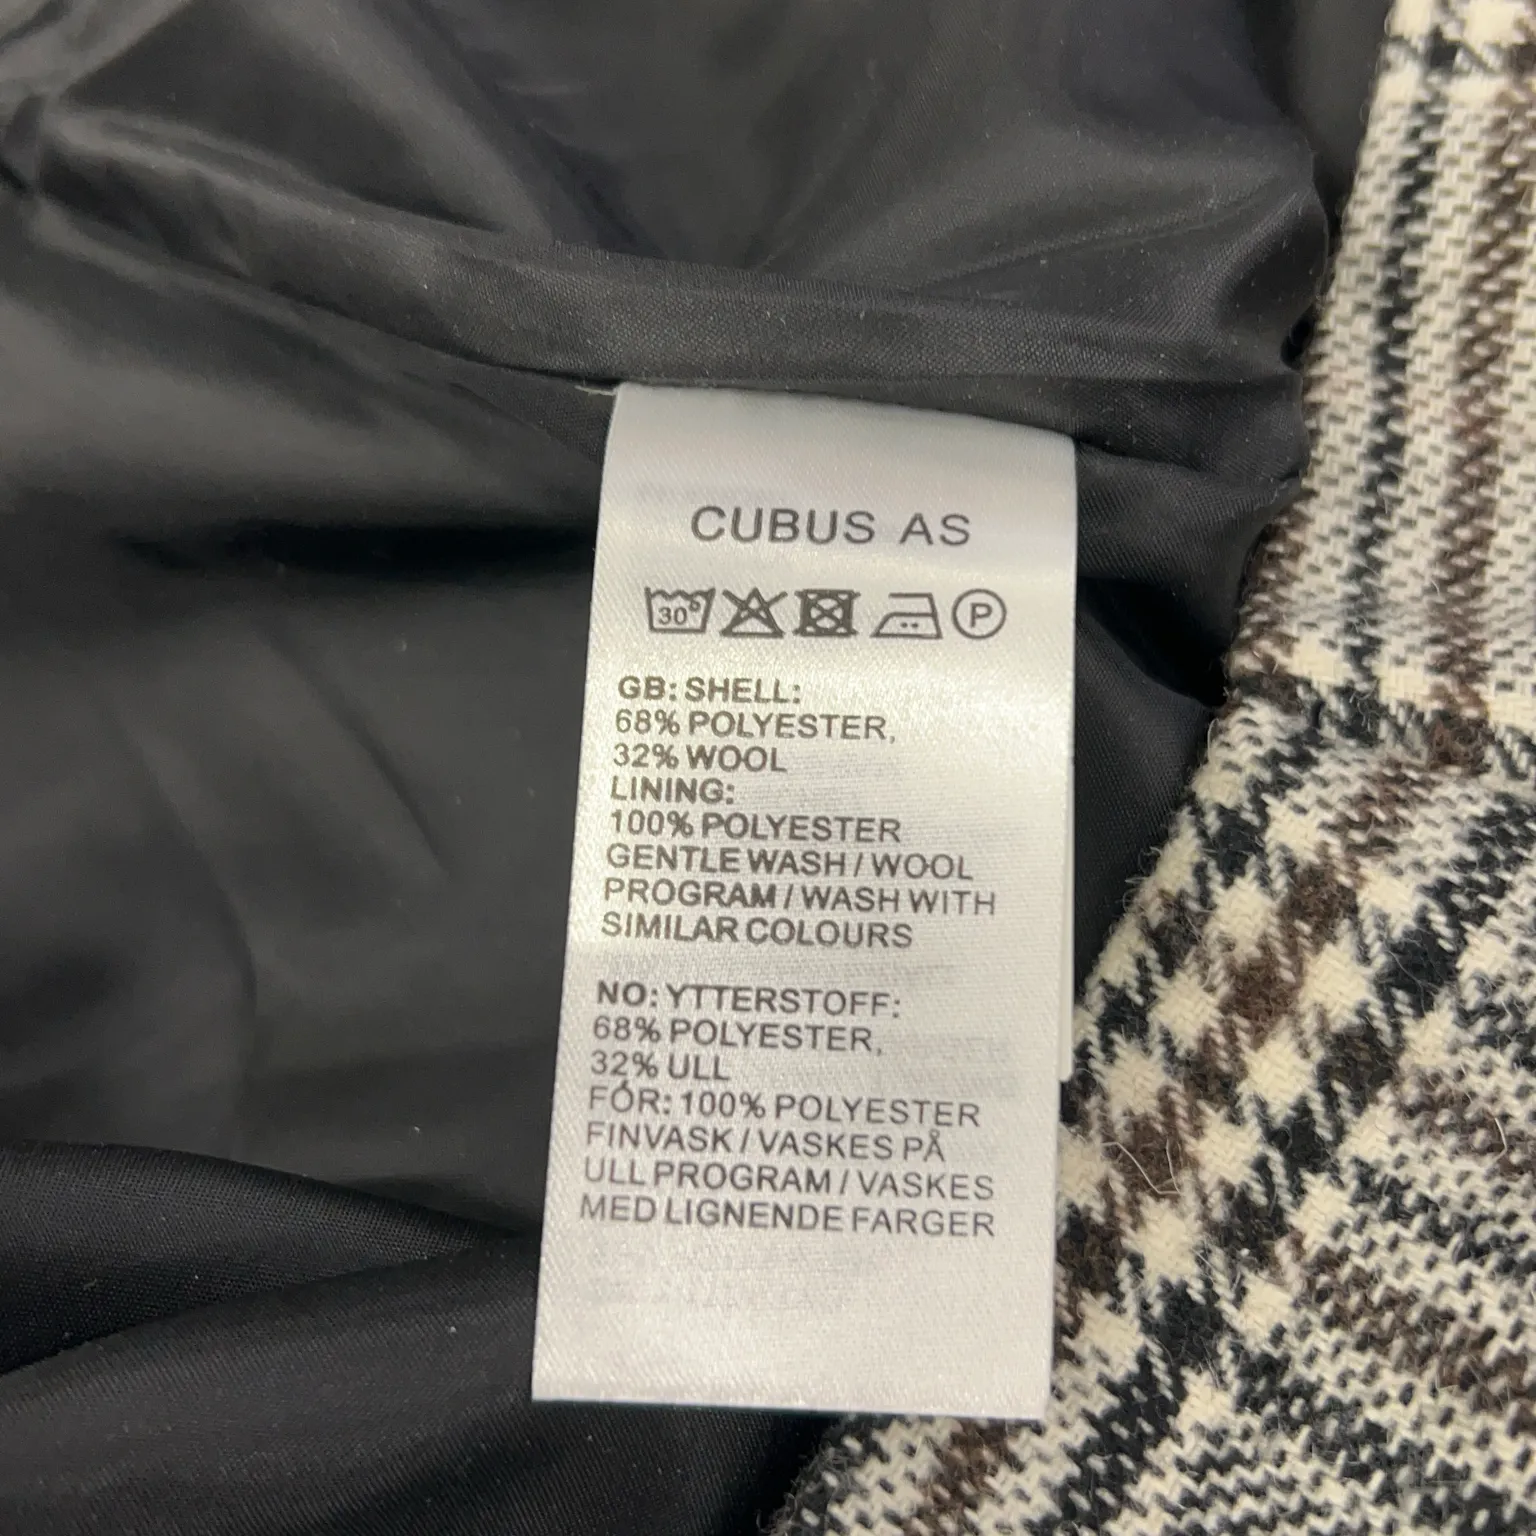 CUBUS AS
30°
P
GB: SHELL:
68% POLYESTER,
32% WOOL
LINING:
100% POLYESTER
GENTLE WASH / WOOL
PROGRAM / WASH WITH
SIMILAR COLOURS
NO: YTTERSTOFF:
68% POLYESTER,
32% ULL
FÓR: 100% POLYESTER
FINVASK / VASKES PÅ
ULL PROGRAM / VASKES
MED LIGNENDE FARGER